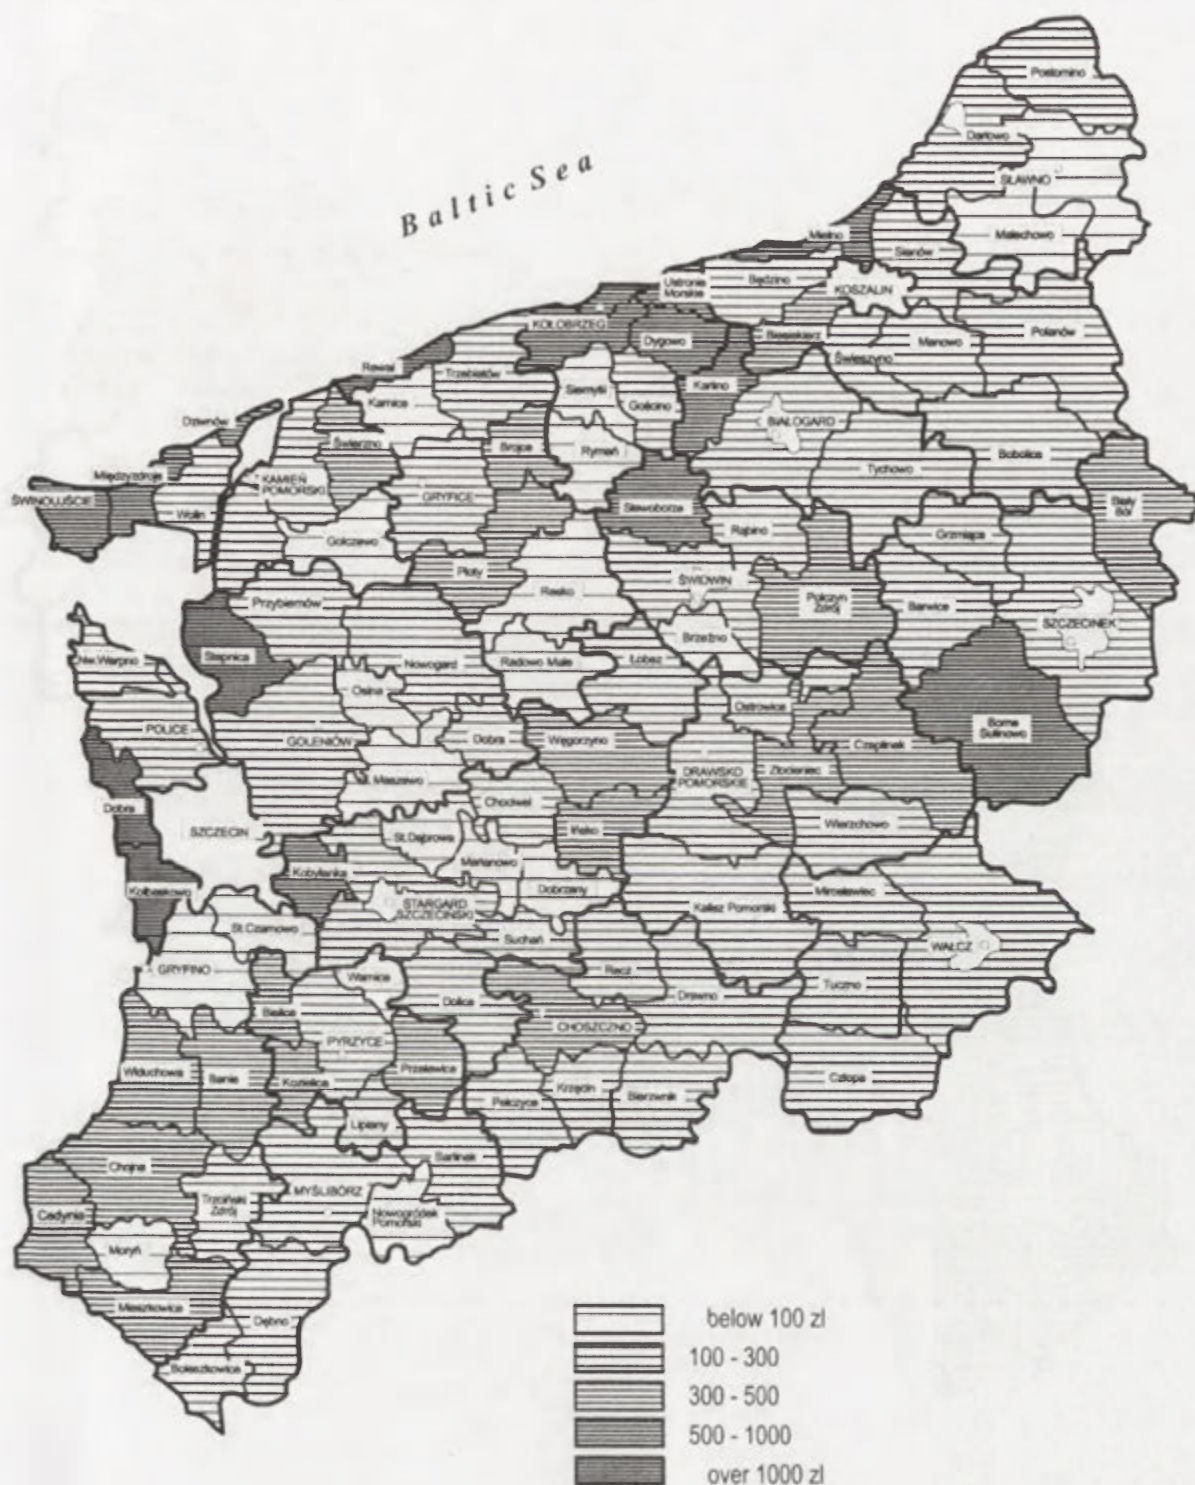 Postomino
Darłowo
SŁAWNO
Baltic Sea
Mielno
Malechowo
Sianów
Ustronie
Morskie
Będzino
KOSZALIN
KOŁOBRZEG
Dygowo
Biesiekierz
Świeszyno
Manowo
Polanów
Rewal
Trzebiatów
Siemyśl
Karlino
Karnice
Gościno
Dziwnów
BIAŁOGARD
Świerzno
Brojce
Rymań
Bobolice
Międzyzdroje
Tychowo
ŚWINOUJŚCIE
KAMIEŃ
POMORSKI
GRYFICE
Biały
Bór
Wolin
Sławoborze
Rąbino
Grzmiąca
Golczewo
Płoty
ŚWIDWIN
Resko
Połczyn
Zdrój
Przybiernów
Barwice
SZCZECINEK
Brzeżno
Stepnica
Nw.Warpno
Nowogard
Radowo Małe
Łobez
Osina
Ostrowice
POLICE
Borne
Sulinowo
GOLENIÓW
Dobra
Węgorzyno
Czaplinek
Maszewo
DRAWSKO
POMORSKIE
Złocieniec
Dobra
Chociwel
SZCZECIN
Ińsko
Wierzchowo
St.Dąbrowa
Kobylanka
Marianowo
Kołbaskowo
Dobrzany
Mirosławiec
STARGARD
SZCZECIŃSKI
Kalisz Pomorski
St.Czarnowo
Suchań
WAŁCZ
GRYFINO
Warnice
Recz
Tuczno
Bielice
Dolice
Drawno
CHOSZCZNO
PYRZYCE
Widuchowa
Banie
Kozielice
Przelewice
Człopa
Krzęcin
Bierzwnik
Pełczyce
Lipiany
Barlinek
Chojna
MYŚLIBÓRZ
Trzcińsko
Zdrój
Cedynia
Nowogródek
Pomorski
Moryń
Mieszkowice
Dębno
Boleszkowice
below 100 zl
100 - 300
300 - 500
500 - 1000
over 1000 zl